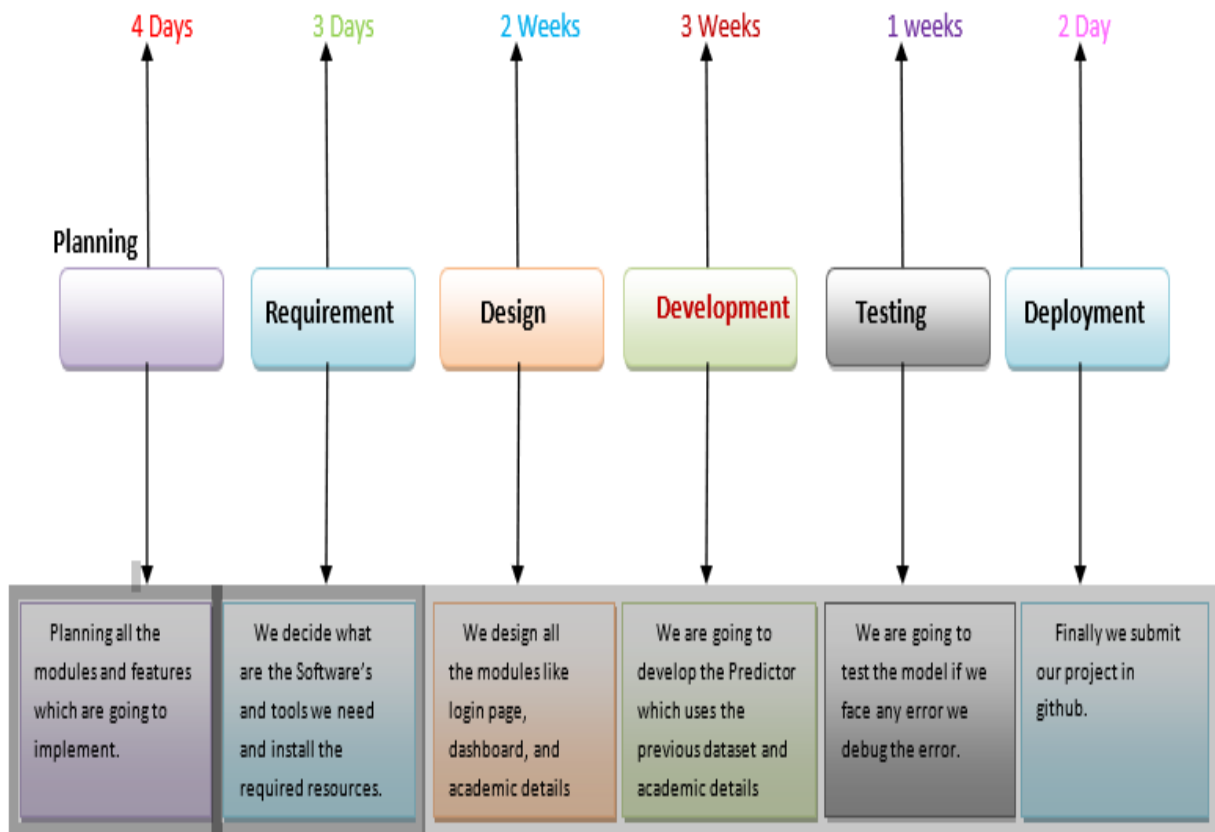 4 Days
3 Days
2 Weeks
3 Weeks
1 weeks
2 Day
Planning
Requirement
Design
Development
Testing
Deployment
Planning all the
modules and features
which are going to
implement.
We decide what
are the Software's
and tools we need
and install the
required resources.
We design all
the modules like
login page,
dashboard, and
academic details
We are going to
develop the Predictor
which uses the
previous dataset and
academic details
We are going to
test the model if we
face any error we
debug the error.
Finally we submit
our project in
github.